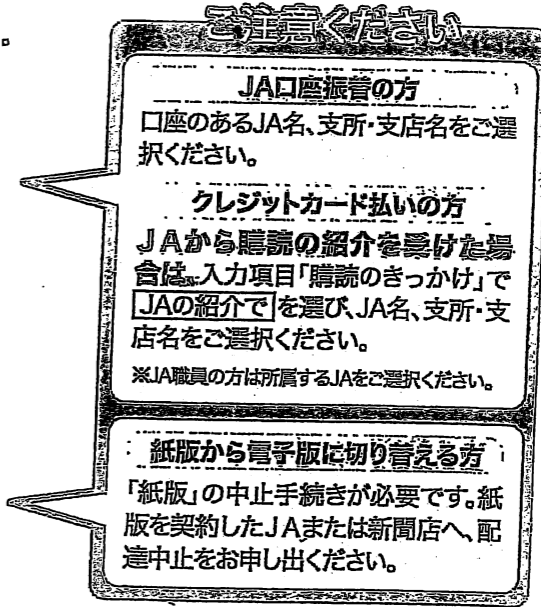 ご注意ください
JA口座振替の方
口座のあるJA名、支所・支店名をご選
択ください。
クレジットカード払いの方
JAから購読の紹介を受けた場
合は、入力項目「購読のきっかけ」で
JAの紹介で を選び、JA名、支所・支
店名をご選択ください。
※JA職員の方は所属するJAをご選択ください。
紙版から電子版に切り替える方
「紙版」の中止手続きが必要です。紙
版を契約したJAまたは新聞店へ、配
達中止をお申し出ください。